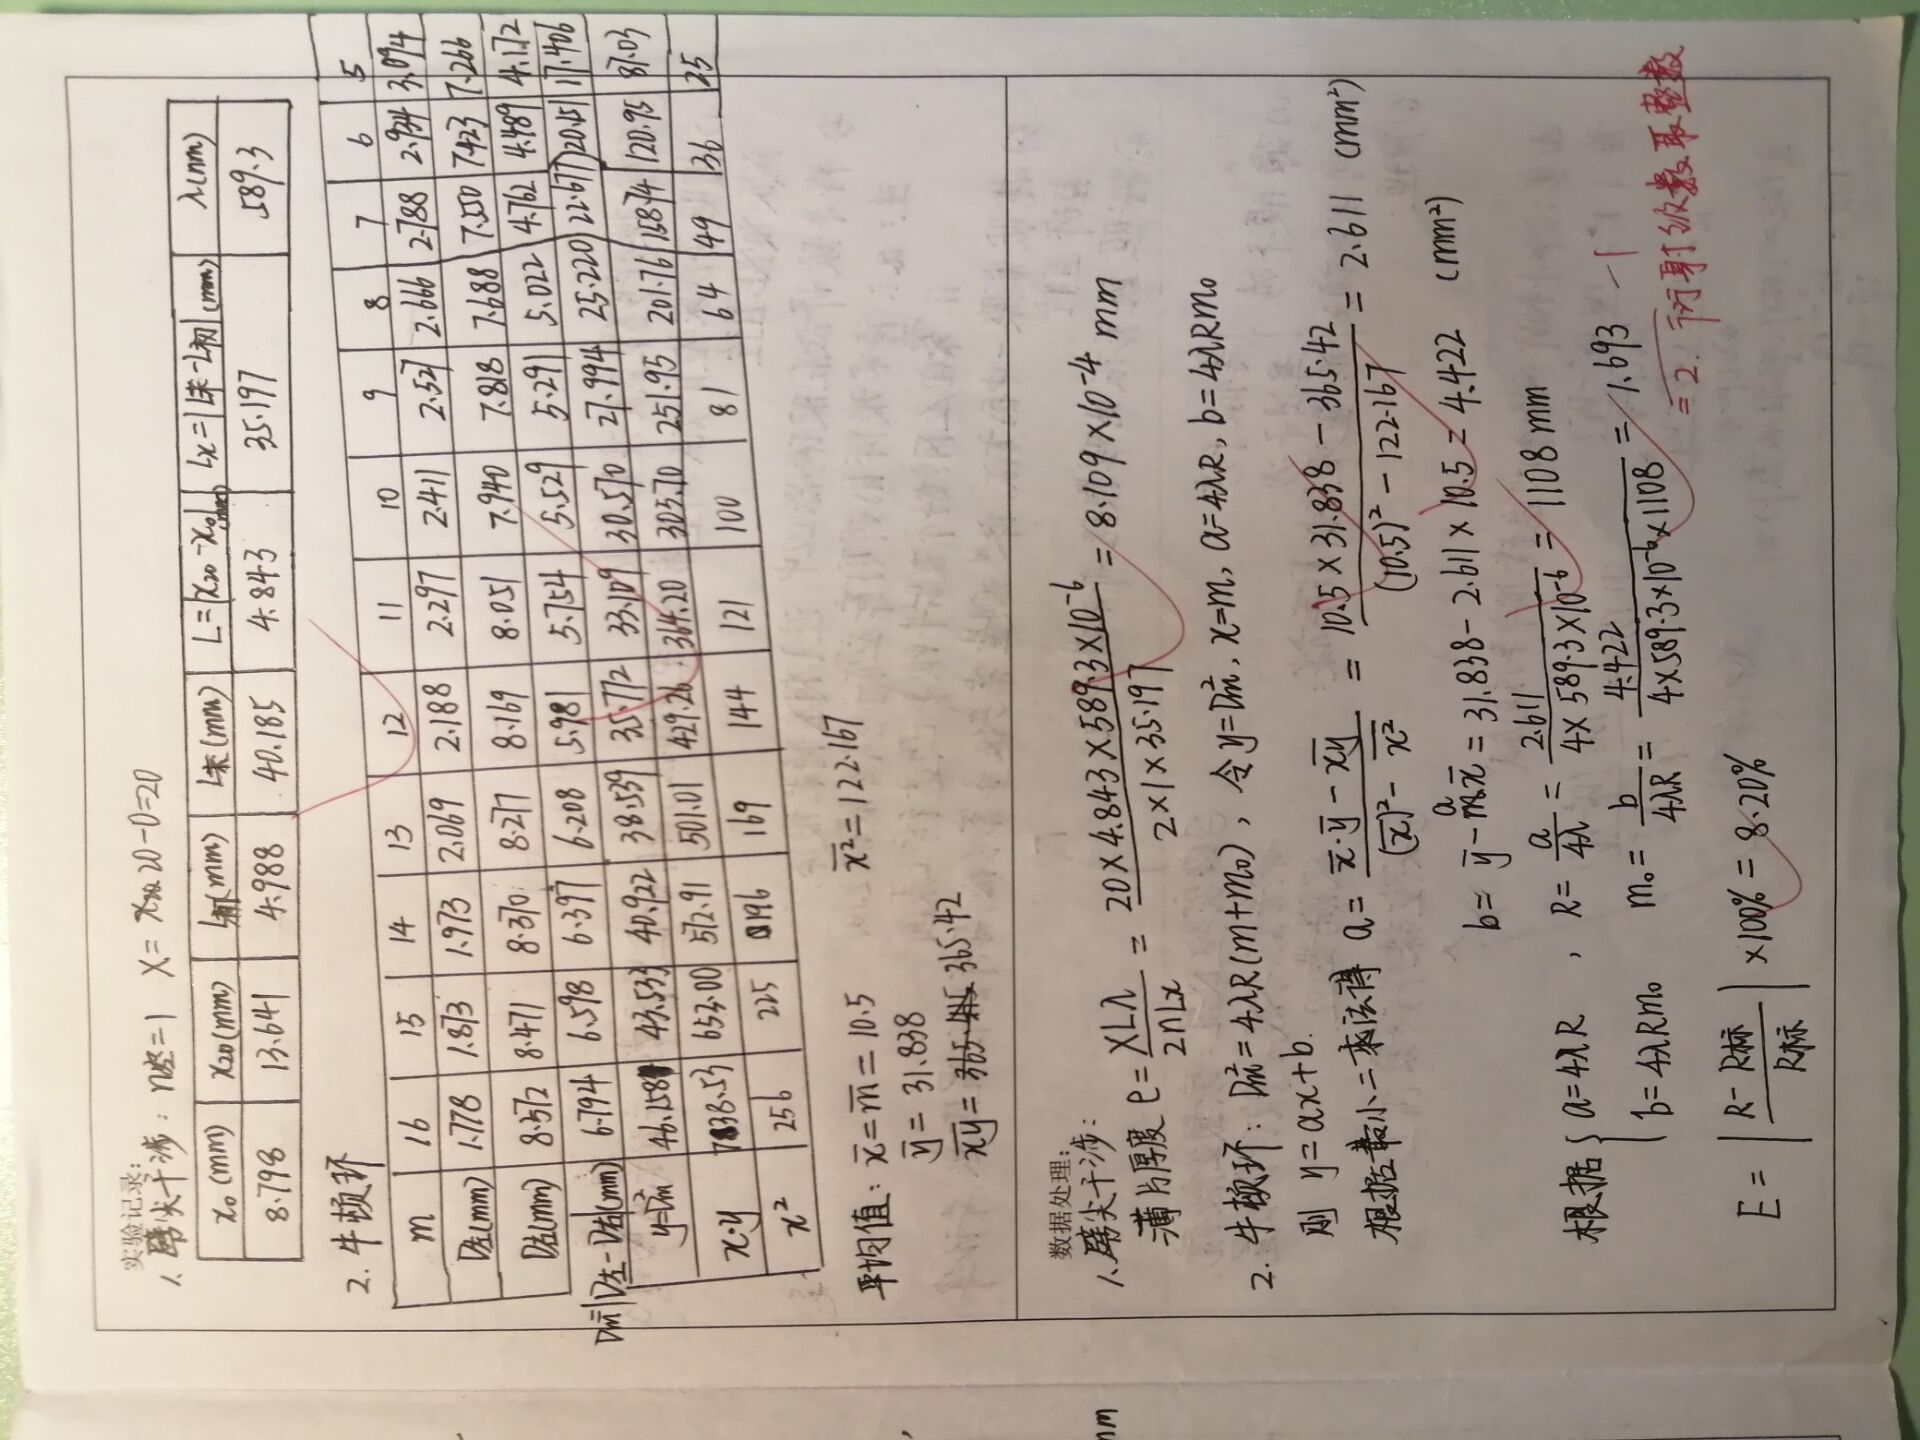 实验记录:
1. 劈尖干涉: n空=1 X=X20-0=20
x₀(mm) x₂₀(mm) L初(mm) L末(mm) L=|x₂₀-x₀|(mm) Lx=|L末-L初|(mm) λ(nm)
8.798 13.641 4.988 40.185 4.843 35.197 589.3
2. 牛顿环
m 16 15 14 13 12 11 10 9 8 7 6 5
D左(mm) 1.778 1.873 1.973 2.069 2.188 2.297 2.411 2.527 2.666 2.788 2.934 3.094
D右(mm) 8.572 8.471 8.370 8.277 8.169 8.051 7.940 7.818 7.688 7.550 7.423 7.266
Dm=|D左-D右|(mm) 6.794 6.598 6.397 6.208 5.981 5.754 5.529 5.291 5.022 4.762 4.489 4.172
y=Dm² 46.158 43.533 40.922 38.539 35.772 33.109 30.570 27.994 25.220 22.677 20.151 17.406
x·y 738.53 653.00 572.91 501.01 429.26 364.20 305.70 251.95 201.76 158.74 120.95 87.03
x² 256 225 196 169 144 121 100 81 64 49 36 25
平均值: x̄=m̄=10.5 x̄²=122.167
ȳ=31.838
x̄ȳ=365.42
数据处理:
1. 劈尖干涉:
薄片厚度 e=XLλ/2nLx=20×4.843×589.3×10⁻⁶/2×1×35.197=8.109×10⁻⁴ mm
2. 牛顿环: Dm²=4λR(m+m₀), 令y=Dm², x=m, a=4λR, b=4λRm₀
则 y=ax+b.
根据最小二乘法得 a=x̄·ȳ-x̄ȳ/(x̄)²-x̄²=10.5×31.838-365.42/(10.5)²-122.167=2.611 (mm²)
b=ȳ-ax̄=31.838-2.611×10.5=4.422 (mm²)
根据{a=4λR , R=a/4λ=2.611/4×589.3×10⁻⁶=1108mm
b=4λRm₀ m₀=b/4λR=4.422/4×589.3×10⁻⁶×1108=1.693
=2.
级数取整数
E=|R-R标/R标|×100%=8.20%
mm